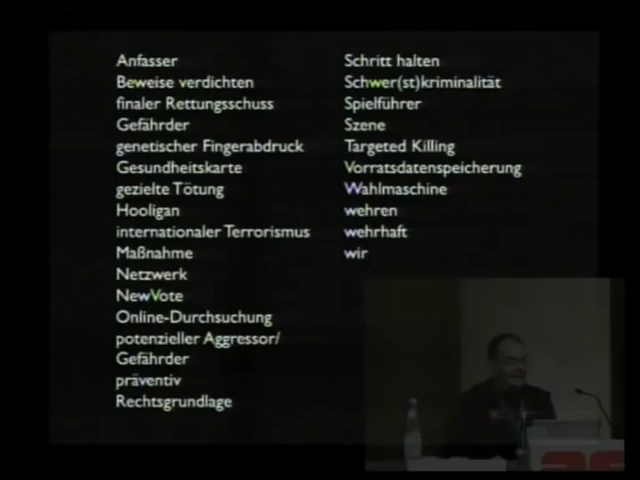 Anfasser
Beweise verdichten
finaler Rettungsschuss
Gefährder
genetischer Fingerabdruck
Gesundheitskarte
gezielte Tötung
Hooligan
internationaler Terrorismus
Maßnahme
Netzwerk
NewVote
Online-Durchsuchung
potenzieller Aggressor/
Gefährder
präventiv
Rechtsgrundlage
Schritt halten
Schwer(st)kriminalität
Spielführer
Szene
Targeted Killing
Vorratsdatenspeicherung
Wahlmaschine
wehren
wehrhaft
wir